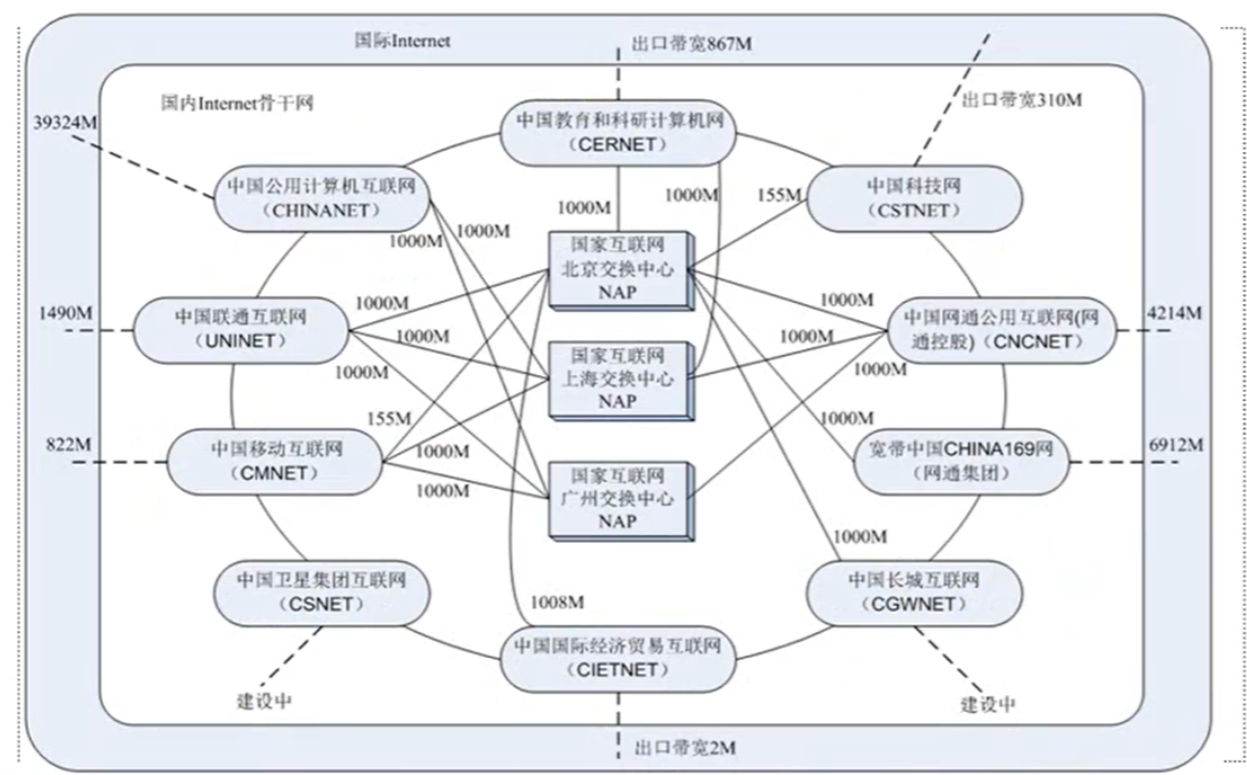 国际Internet
出口带宽867M
国内Internet骨干网
出口带宽310M
39324M
中国教育和科研计算机网
（CERNET）
中国公用计算机互联网
（CHINANET）
中国科技网
（CSTNET）
1000M
1000M
155M
1000M
1000M
国家互联网
北京交换中心
NAP
1490M
中国联通互联网
（UNINET）
1000M
1000M
1000M
1000M
1000M
1000M
中国网通公用互联网(网
通控股)（CNCNET）
4214M
国家互联网
上海交换中心
NAP
822M
中国移动互联网
（CMNET）
155M
1000M
1000M
1000M
宽带中国CHINA169网
（网通集团）
6912M
国家互联网
广州交换中心
NAP
1000M
中国卫星集团互联网
（CSNET）
1008M
中国长城互联网
（CGWNET）
中国国际经济贸易互联网
（CIETNET）
建设中
建设中
出口带宽2M